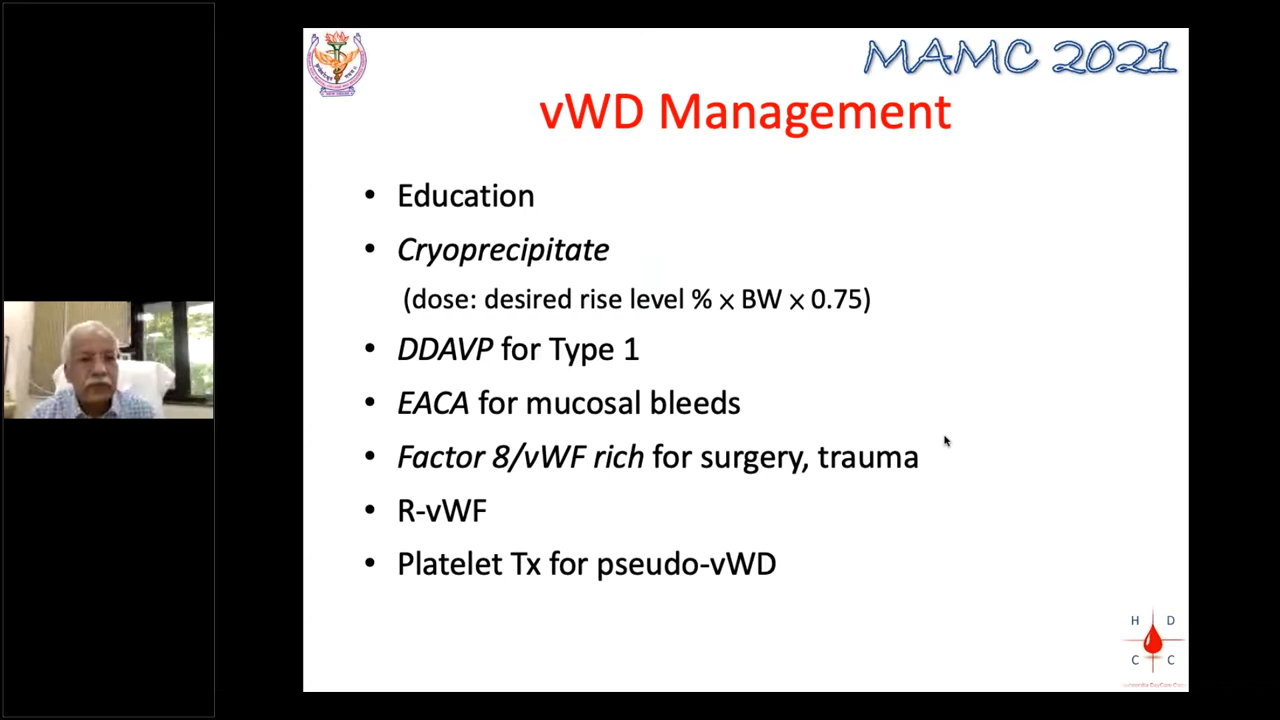 MAMC 2021
vWD Management
• Education
• Cryoprecipitate
(dose: desired rise level % × BW × 0.75)
• DDAVP for Type 1
• EACA for mucosal bleeds
• Factor 8/vWF rich for surgery, trauma
• R-vWF
• Platelet Tx for pseudo-vWD
H D
C C